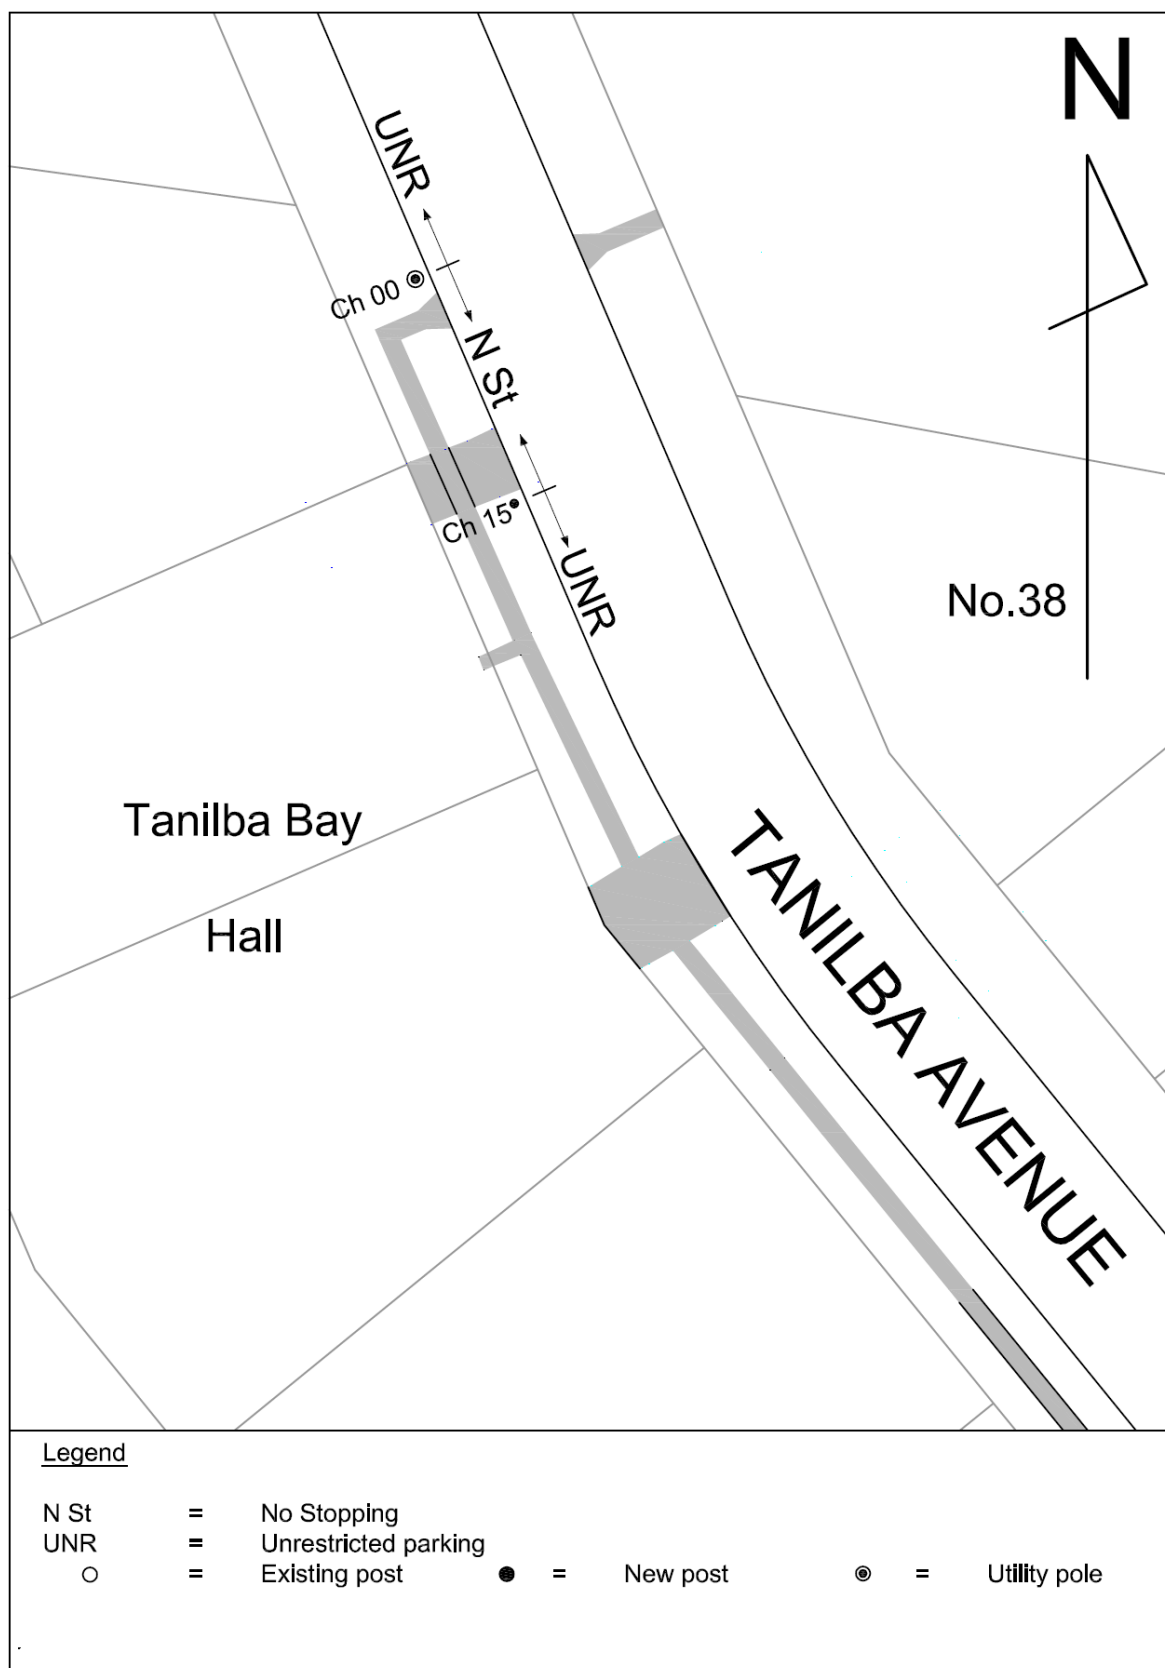 N
UNR
Ch 00
N St
Ch 15
UNR
No.38
Tanilba Bay
Hall
TANILBA AVENUE
Legend
N St = No Stopping
UNR = Unrestricted parking
= Existing post = New post = Utility pole